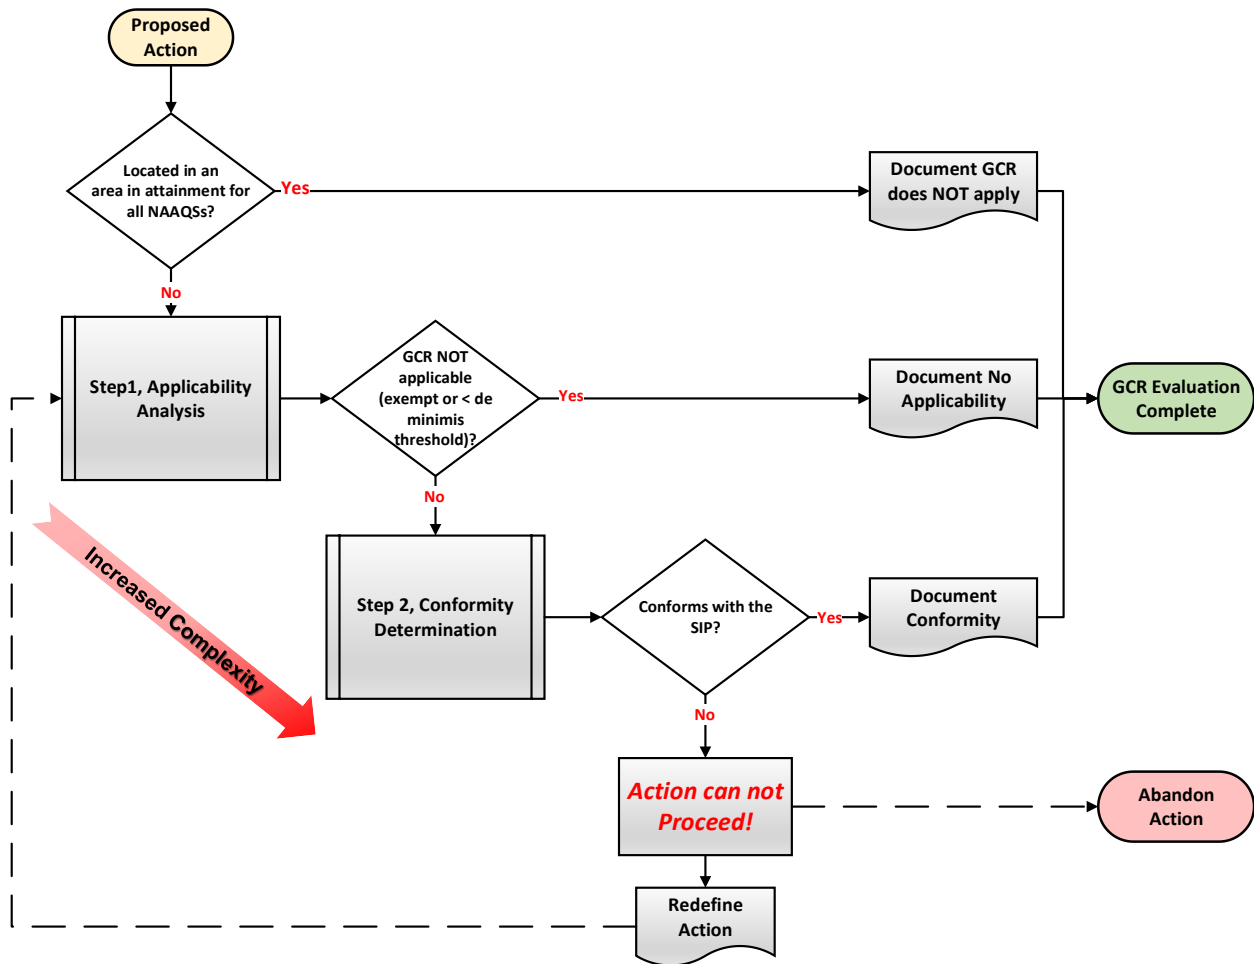 Proposed
Action
Located in an
area in attainment for
all NAAQSs?
Yes
Document GCR
does NOT apply
No
Step1, Applicability
Analysis
GCR NOT
applicable
(exempt or < de
minimis
threshold)?
Yes
Document No
Applicability
GCR Evaluation
Complete
No
Increased Complexity
Step 2, Conformity
Determination
Conforms with the
SIP?
Yes
Document
Conformity
No
Action can not
Proceed!
Abandon
Action
Redefine
Action